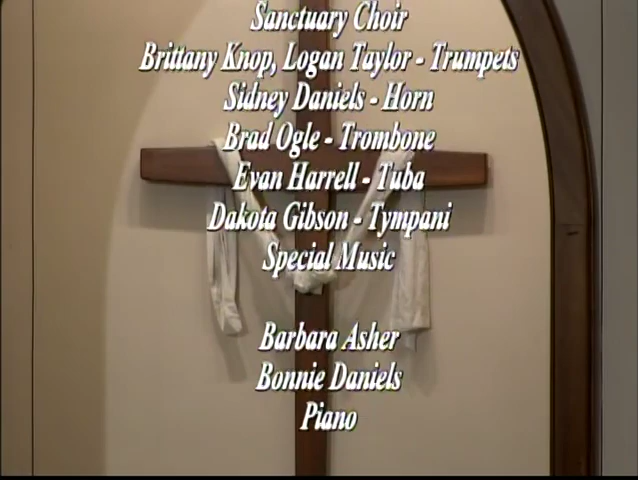 Sanctuary Choir
Brittany Knop, Logan Taylor - Trumpets
Sidney Daniels - Horn
Brad Ogle - Trombone
Evan Harrell - Tuba
Dakota Gibson - Tympani
Special Music
Barbara Asher
Bonnie Daniels
Piano